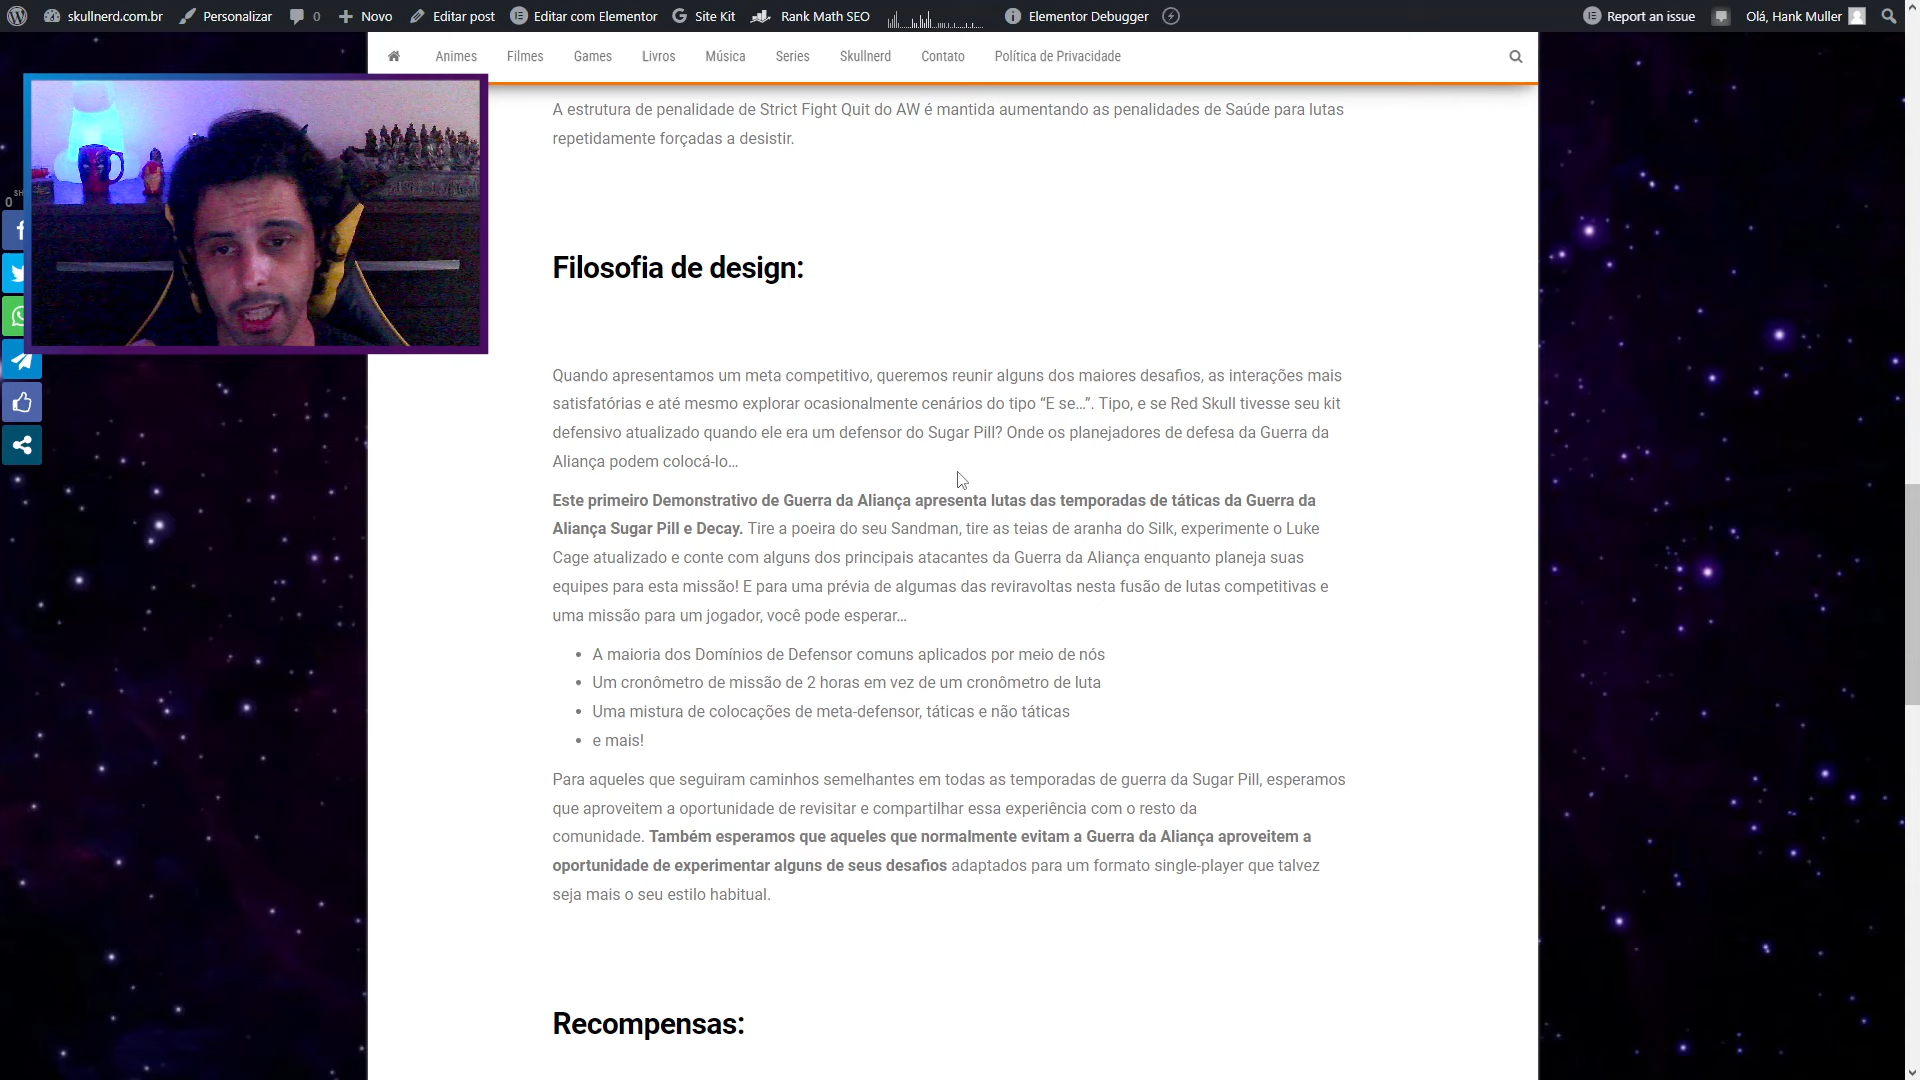 skullnerd.com.br Personalizar 0 Novo Editar post Editar com Elementor Site Kit Rank Math SEO Elementor Debugger Report an issue Olá, Hank Muller
Animes Filmes Games Livros Música Series Skullnerd Contato Política de Privacidade
A estrutura de penalidade de Strict Fight Quit do AW é mantida aumentando as penalidades de Saúde para lutas
repetidamente forçadas a desistir.
0
Filosofia de design:
Quando apresentamos um meta competitivo, queremos reunir alguns dos maiores desafios, as interações mais
satisfatórias e até mesmo explorar ocasionalmente cenários do tipo “E se…”. Tipo, e se Red Skull tivesse seu kit
defensivo atualizado quando ele era um defensor do Sugar Pill? Onde os planejadores de defesa da Guerra da
Aliança podem colocá-lo…
Este primeiro Demonstrativo de Guerra da Aliança apresenta lutas das temporadas de táticas da Guerra da
Aliança Sugar Pill e Decay. Tire a poeira do seu Sandman, tire as teias de aranha do Silk, experimente o Luke
Cage atualizado e conte com alguns dos principais atacantes da Guerra da Aliança enquanto planeja suas
equipes para esta missão! E para uma prévia de algumas das reviravoltas nesta fusão de lutas competitivas e
uma missão para um jogador, você pode esperar…
• A maioria dos Domínios de Defensor comuns aplicados por meio de nós
• Um cronômetro de missão de 2 horas em vez de um cronômetro de luta
• Uma mistura de colocações de meta-defensor, táticas e não táticas
• e mais!
Para aqueles que seguiram caminhos semelhantes em todas as temporadas de guerra da Sugar Pill, esperamos
que aproveitem a oportunidade de revisitar e compartilhar essa experiência com o resto da
comunidade. Também esperamos que aqueles que normalmente evitam a Guerra da Aliança aproveitem a
oportunidade de experimentar alguns de seus desafios adaptados para um formato single-player que talvez
seja mais o seu estilo habitual.
Recompensas: